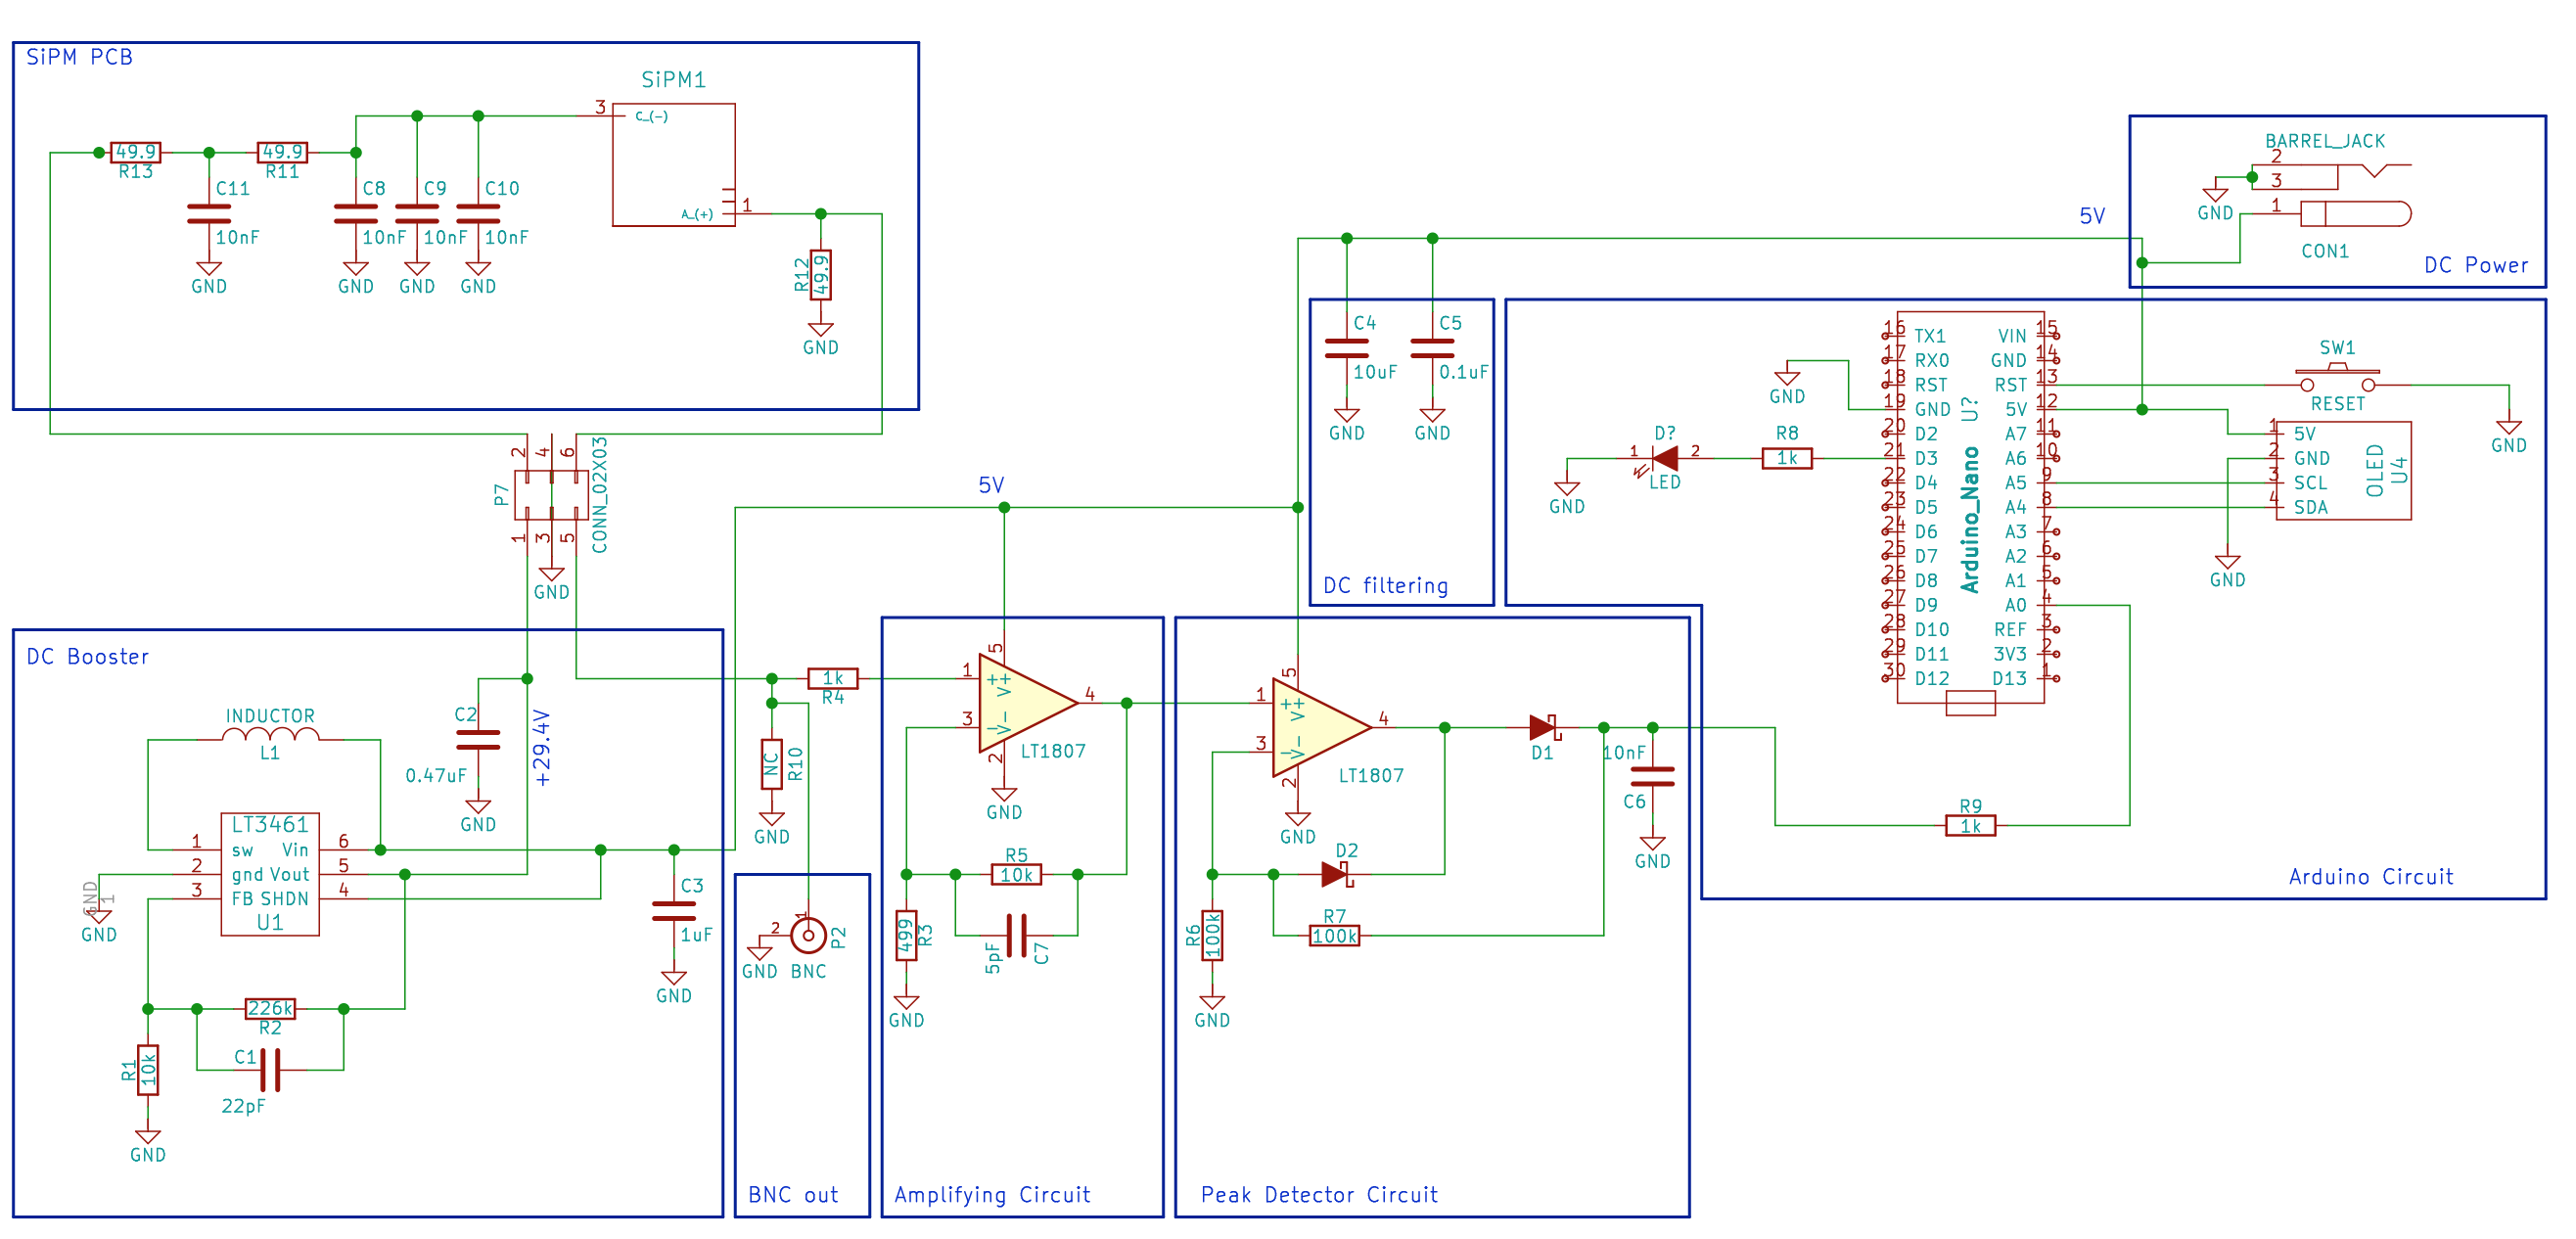 SiPM PCB
SiPM1
3
C_(-)
A_(+)
1
49.9
R13
49.9
R11
C11
10nF
GND
C8
10nF
GND
C9
10nF
GND
C10
10nF
GND
R12
49.9
GND
2
4
6
P7
CONN_02X03
1
3
5
GND
DC Booster
INDUCTOR
L1
C2
0.47uF
GND
+29.4V
LT3461
1
sw
Vin
6
2
gnd
Vout
5
3
FB
SHDN
4
U1
GND
1
GND
226k
R2
C1
22pF
R1
10k
GND
C3
1uF
GND
5V
1k
R4
NC
R10
GND
1
2
P2
GND
BNC
BNC out
5
1
+
V+
3
-
V-
2
4
LT1807
GND
R5
10k
5pF
C7
499
R3
GND
Amplifying Circuit
5
1
+
V+
3
-
V-
2
4
LT1807
GND
D1
10nF
C6
GND
D2
R7
100k
R6
100k
GND
Peak Detector Circuit
C4
10uF
GND
C5
0.1uF
GND
DC filtering
5V
BARREL_JACK
2
3
1
GND
CON1
DC Power
GND
D?
1
2
LED
GND
R8
1k
U?
Arduino_Nano
16 TX1
17 RX0
18 RST
19 GND
20 D2
21 D3
22 D4
23 D5
24 D6
25 D7
26 D8
27 D9
28 D10
29 D11
30 D12
VIN 15
GND 14
RST 13
5V 12
A7 11
A6 10
A5 9
A4 8
A3 7
A2 6
A1 5
A0 4
REF 3
3V3 2
D13 1
SW1
RESET
GND
1 5V
2 GND
3 SCL
4 SDA
OLED
U4
GND
R9
1k
Arduino Circuit